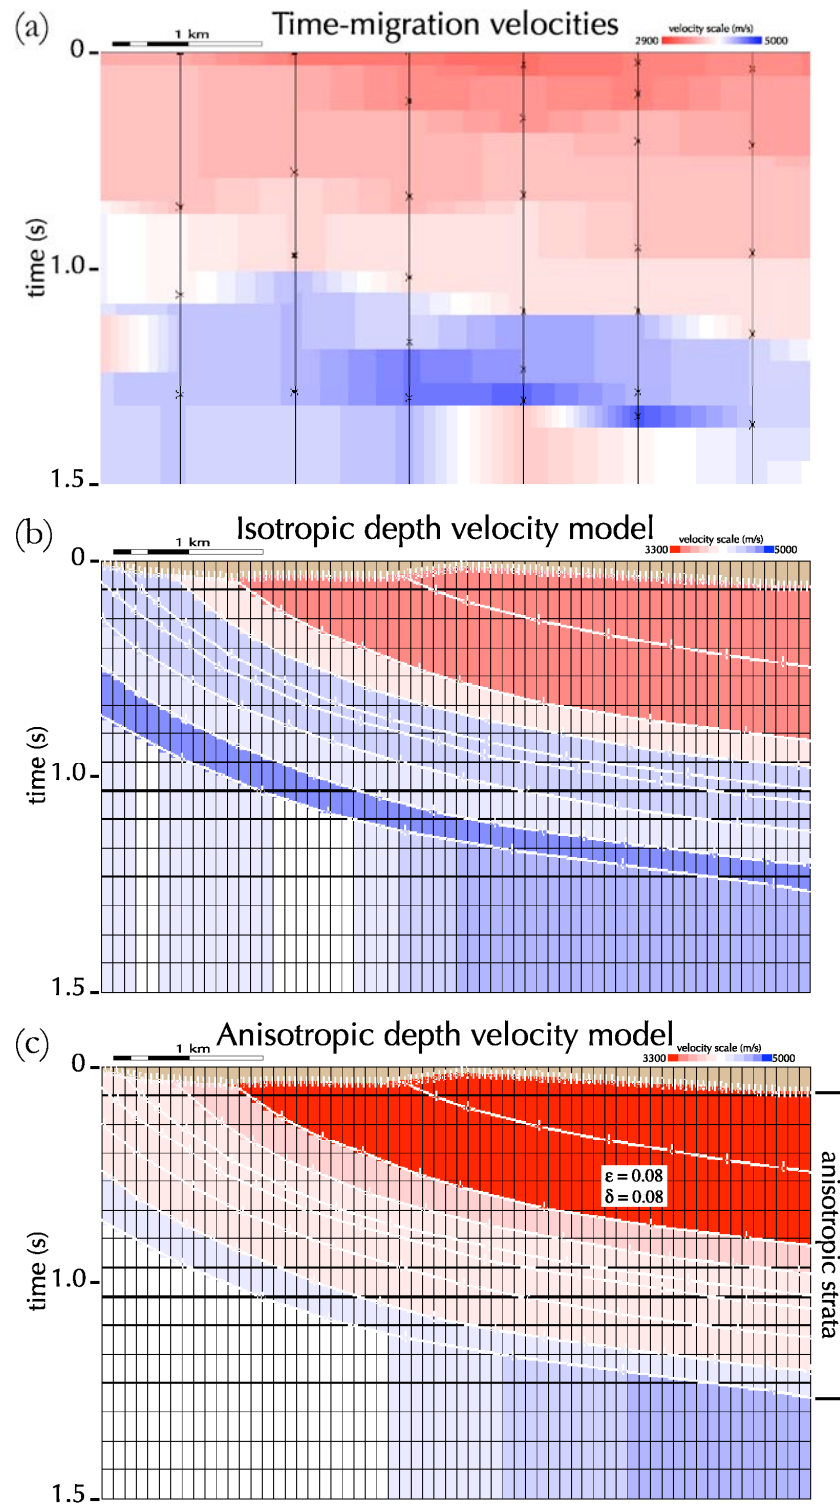 (a)
Time-migration velocities
1 km
velocity scale (m/s)
2900
5000
0
time (s)
1.0
1.5
(b)
Isotropic depth velocity model
1 km
velocity scale (m/s)
3300
5000
0
time (s)
1.0
1.5
(c)
Anisotropic depth velocity model
1 km
velocity scale (m/s)
3300
5000
0
ε = 0.08
δ = 0.08
time (s)
1.0
anisotropic strata
1.5